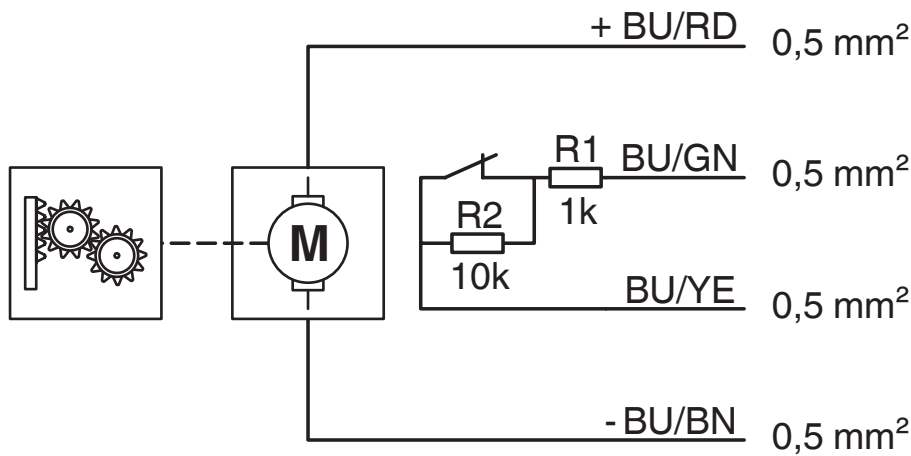 + BU/RD 0,5 mm²
R1 BU/GN 0,5 mm²
1k
R2
10k
M
BU/YE 0,5 mm²
- BU/BN 0,5 mm²